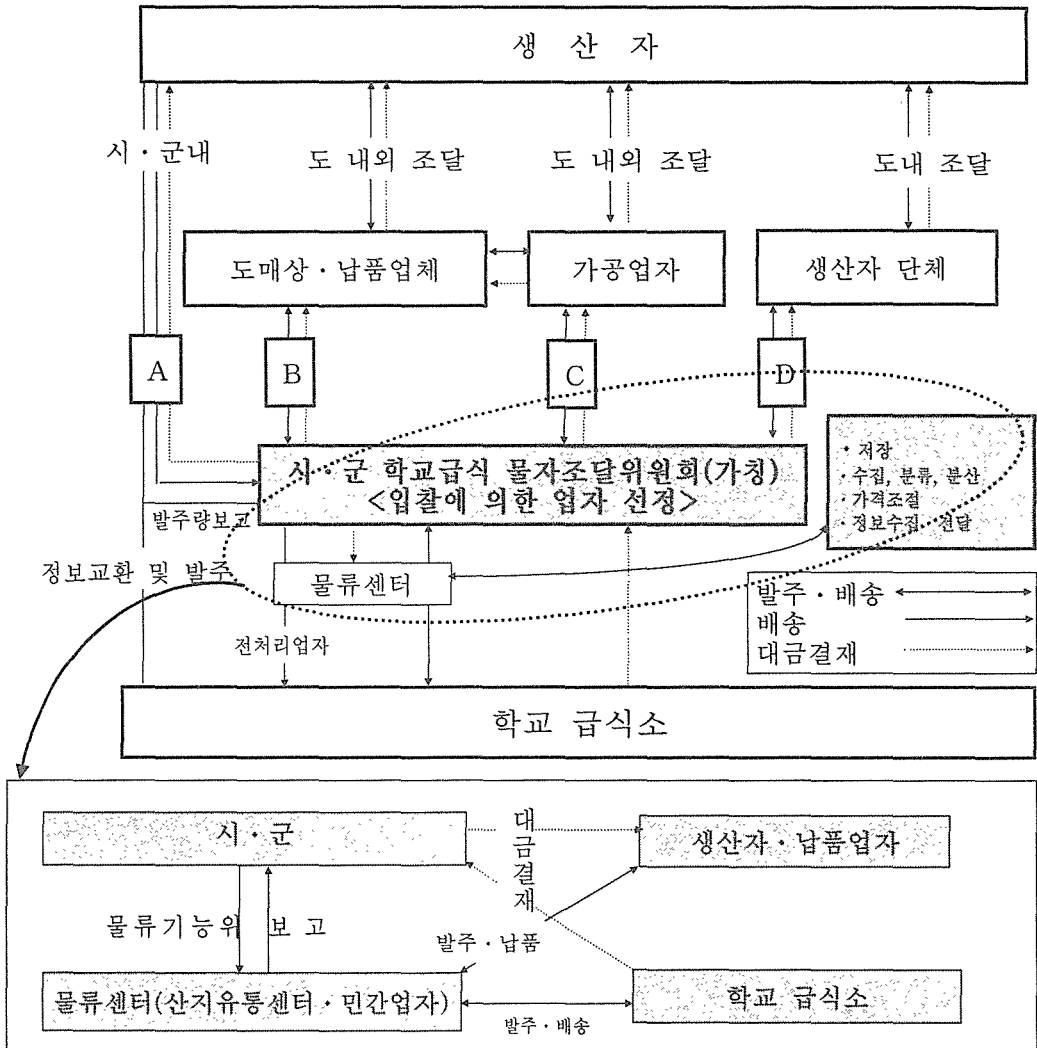 생 산 자
시·군내
도 내외 조달
도 내외 조달
도내 조달
도매상·납품업체
가공업자
생산자 단체
A
B
C
D
시·군 학교급식 물자조달위원회(가칭)
<입찰에 의한 업자 선정>
· 저장
· 수집, 분류, 분산
· 가격조절
· 정보수집 전달
발주량보고
정보교환 및 발주
물류센터
전처리업자
발주·배송
배송
대금결재
학교 급식소
시·군
대금결재
생산자·납품업자
물류기능위 보고
발주·납품
물류센터(산지유통센터·민간업자)
발주·배송
학교 급식소